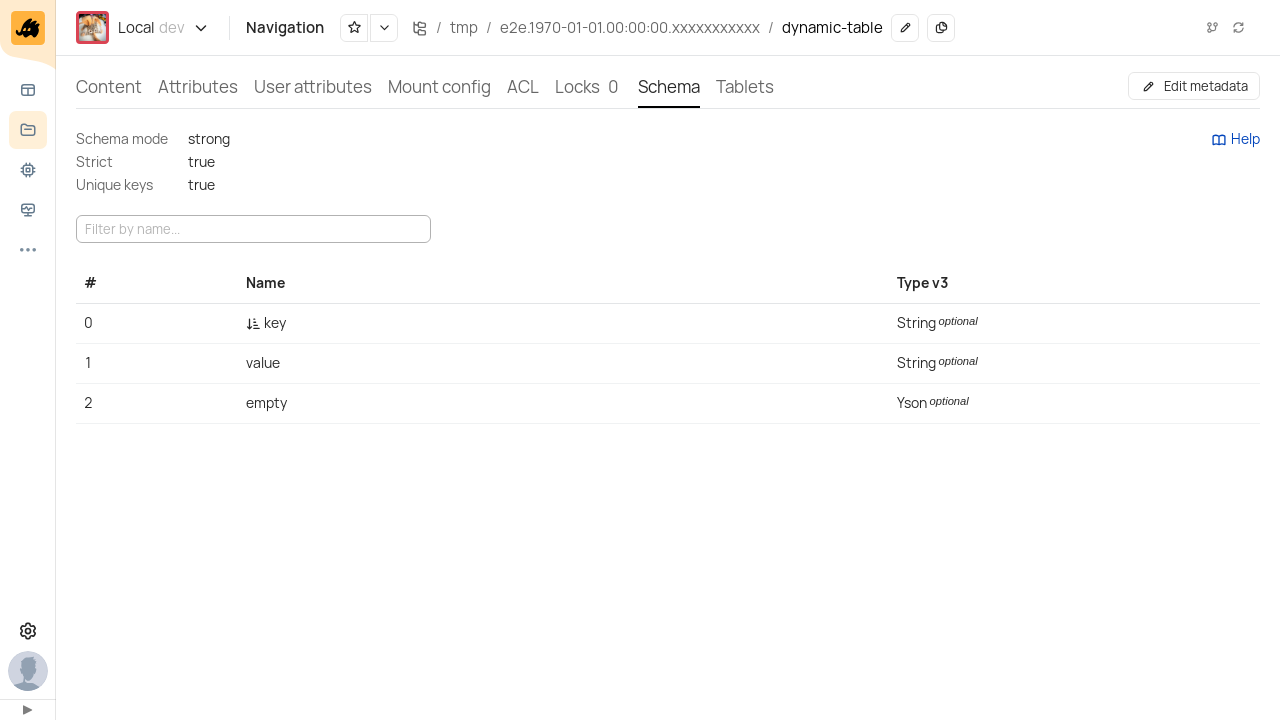 Local dev Navigation / tmp / e2e.1970-01-01.00:00:00.xxxxxxxxxxx / dynamic-table
Content Attributes User attributes Mount config ACL Locks 0 Schema Tablets Edit metadata
Schema mode strong Help
Strict true
Unique keys true
Filter by name...
# Name Type v3
0 key String optional
1 value String optional
2 empty Yson optional